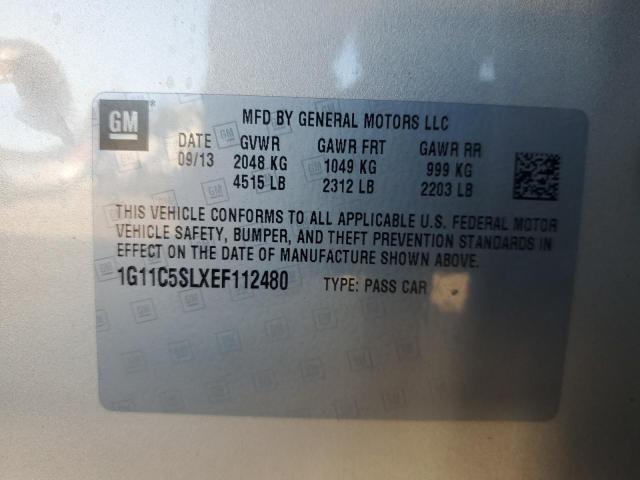 GM
MFD BY GENERAL MOTORS LLC
DATE GVWR GAWR FRT GAWR RR
09/13 2048 KG 1049 KG 999 KG
4515 LB 2312 LB 2203 LB
THIS VEHICLE CONFORMS TO ALL APPLICABLE U.S. FEDERAL MOTOR
VEHICLE SAFETY, BUMPER, AND THEFT PREVENTION STANDARDS IN
EFFECT ON THE DATE OF MANUFACTURE SHOWN ABOVE.
1G11C5SLXEF112480 TYPE: PASS CAR